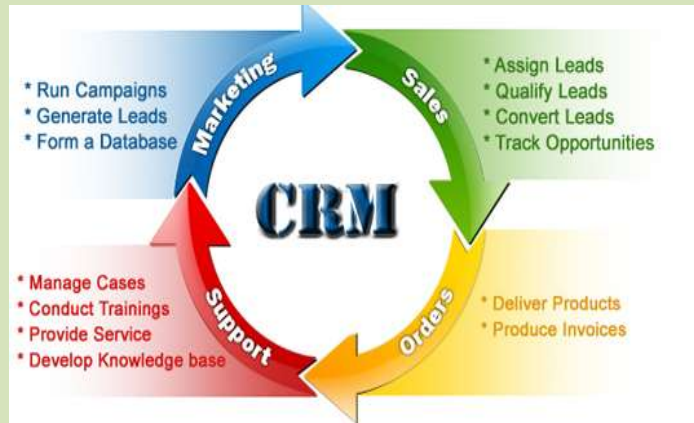 Marketing
* Run Campaigns
* Generate Leads
* Form a Database
Sales
* Assign Leads
* Qualify Leads
* Convert Leads
* Track Opportunities
CRM
Orders
* Deliver Products
* Produce Invoices
Support
* Manage Cases
* Conduct Trainings
* Provide Service
* Develop Knowledge base